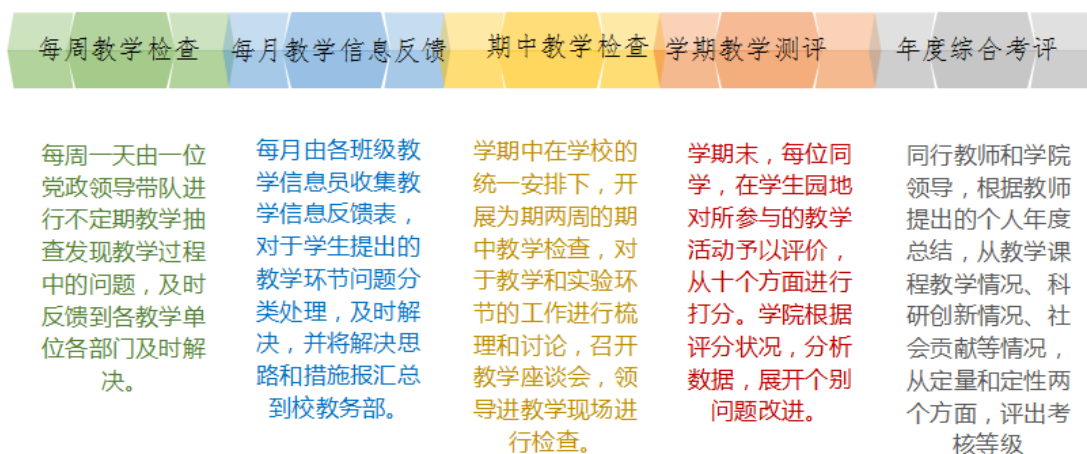 每周教学检查
每月教学信息反馈
期中教学检查
学期教学测评
年度综合考评
每周一天由一位
党政领导带队进
行不定期教学抽
查发现教学过程
中的问题，及时
反馈到各教学单
位各部门及时解
决。
每月由各班级教
学信息员收集教
学信息反馈表，
对于学生提出的
教学环节问题分
类处理，及时解
决，并将解决思
路和措施报汇总
到校教务部。
学期中在学校的
统一安排下，开
展为期两周的期
中教学检查，对
于教学和实验环
节的工作进行梳
理和讨论，召开
教学座谈会，领
导进教学现场进
行检查。
学期末，每位同
学，在学生园地
对所参与的教学
活动予以评价，
从十个方面进行
打分。学院根据
评分状况，分析
数据，展开个别
问题改进。
同行教师和学院
领导，根据教师
提出的个人年度
总结，从教学课
程教学情况、科
研创新情况、社
会贡献等情况，
从定量和定性两
个方面，评出考
核等级